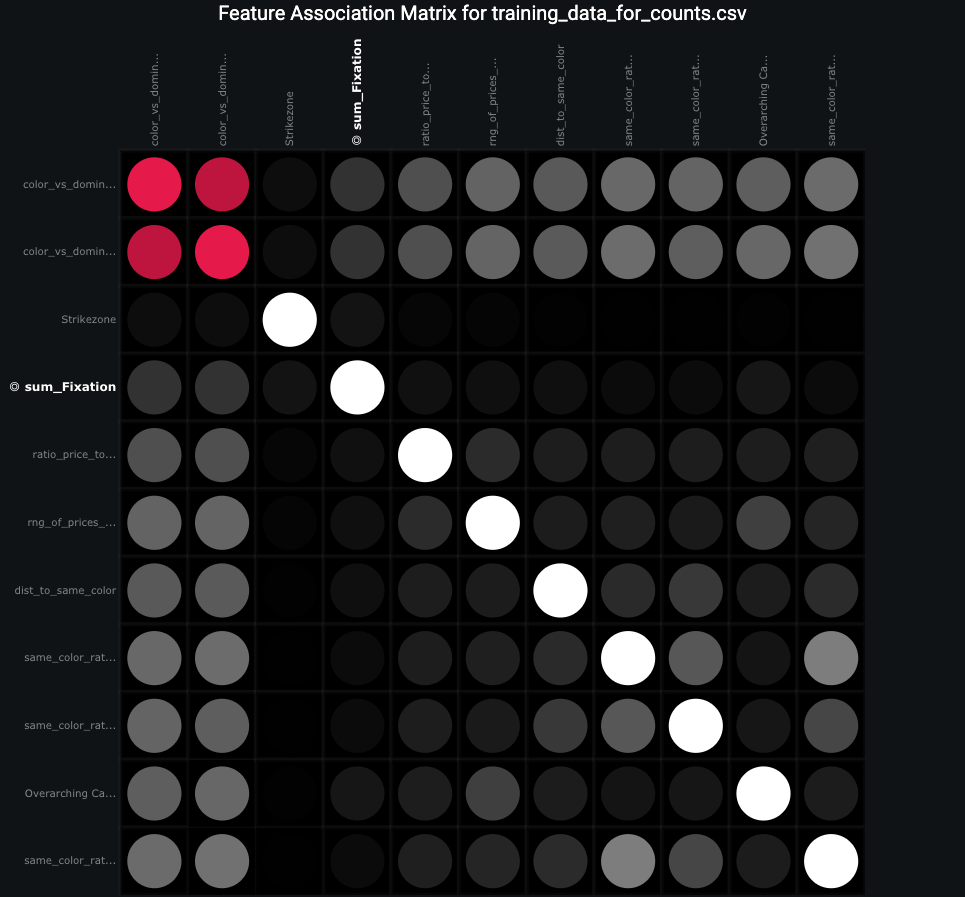 Feature Association Matrix for training_data_for_counts.csv
color_vs_domin...
color_vs_domin...
Strikezone
◎ sum_Fixation
ratio_price_to...
rng_of_prices_...
dist_to_same_color
same_color_rat...
same_color_rat...
Overarching Ca...
same_color_rat...
color_vs_domin...
color_vs_domin...
Strikezone
◎ sum_Fixation
ratio_price_to...
rng_of_prices_...
dist_to_same_color
same_color_rat...
same_color_rat...
Overarching Ca...
same_color_rat...